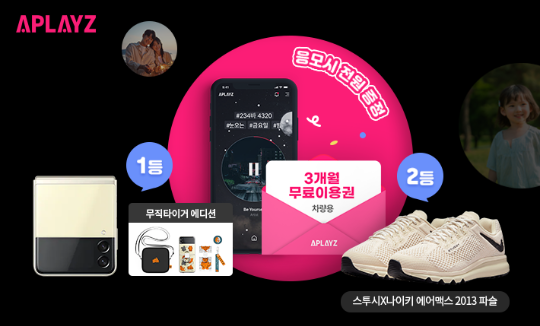 APLAYZ
응모시 전원 증정
APLAYZ
#234버 4320
#눈오는 #금요일
1등
무직타이거 에디션
3개월
무료이용권
차량용
APLAYZ
2등
스투시X나이키 에어맥스 2013 파슬